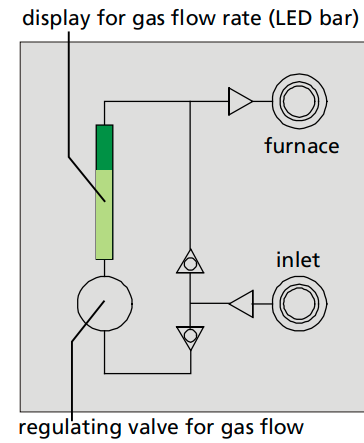 display for gas flow rate (LED bar)
furnace
inlet
regulating valve for gas flow